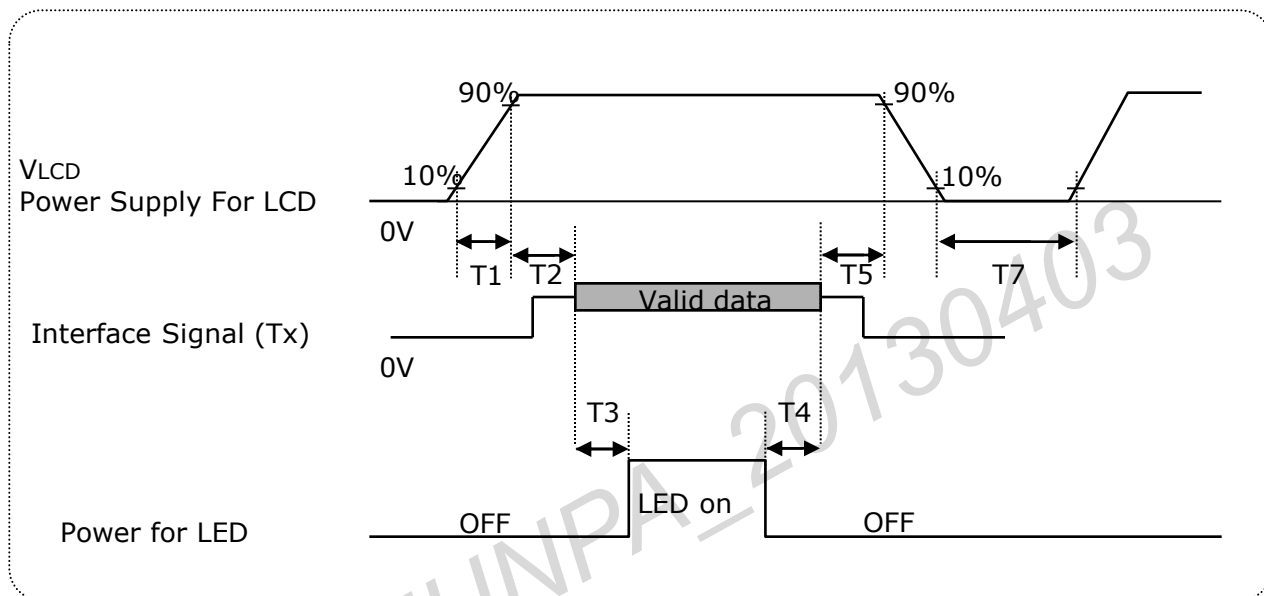 90%
90%
VLCD
10%
10%
Power Supply For LCD
0V
T1
T2
T5
T7
Valid data
Interface Signal (Tx)
0V
T3
T4
LED on
OFF
OFF
Power for LED